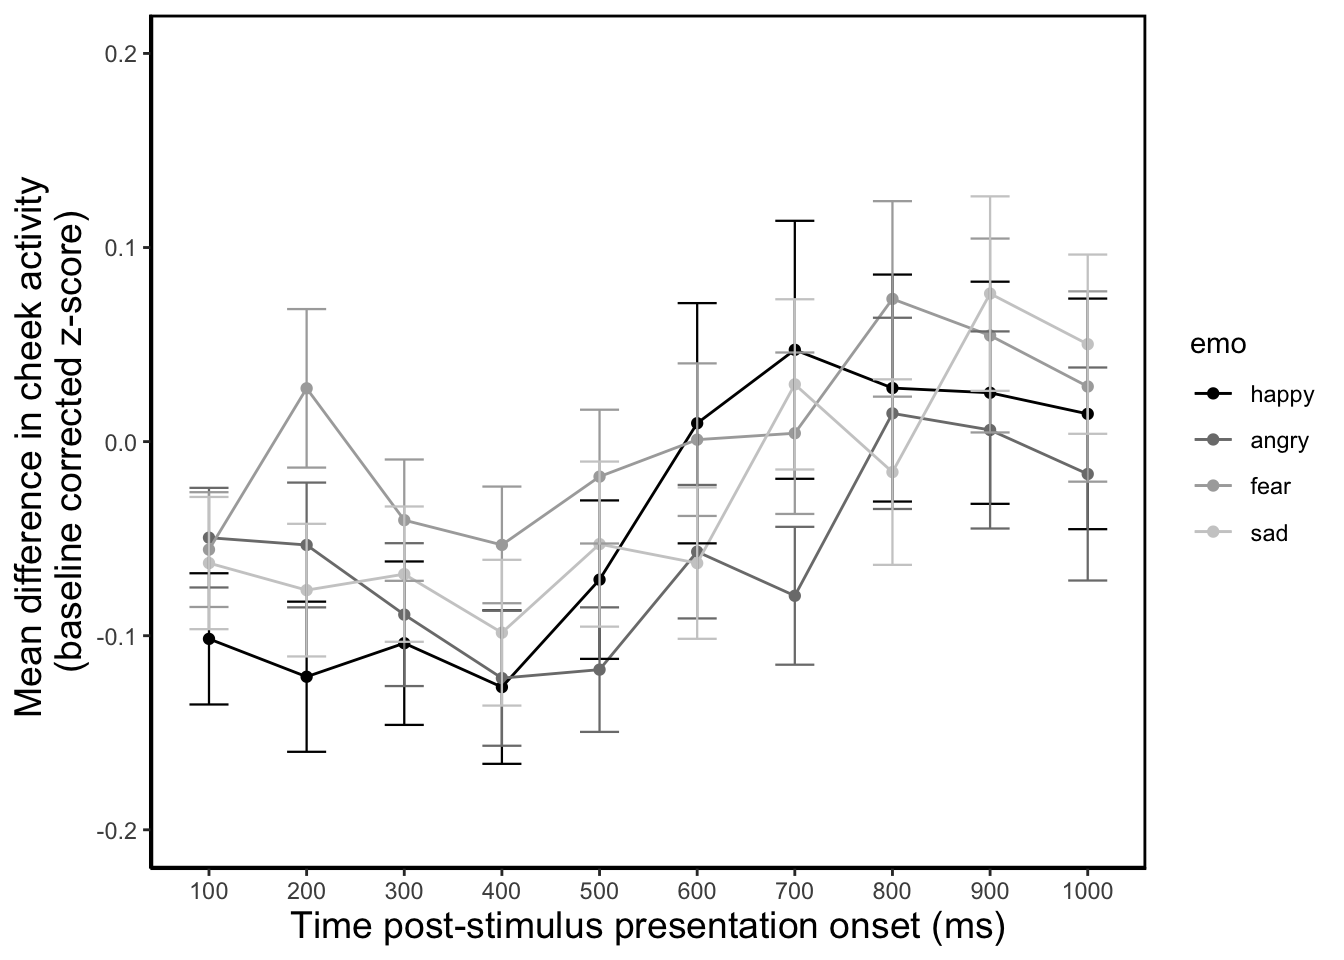 Mean difference in cheek activity
(baseline corrected z-score)
0.2
0.1
0.0
-0.1
-0.2
100 200 300 400 500 600 700 800 900 1000
Time post-stimulus presentation onset (ms)
emo
happy
angry
fear
sad